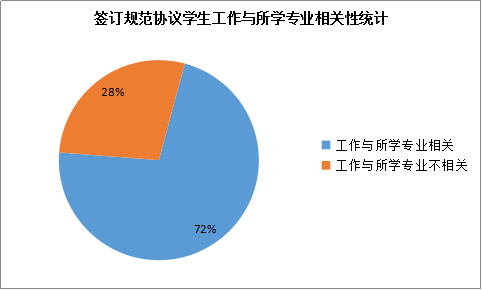 签订规范协议学生工作与所学专业相关性统计
28%
72%
工作与所学专业相关
工作与所学专业不相关